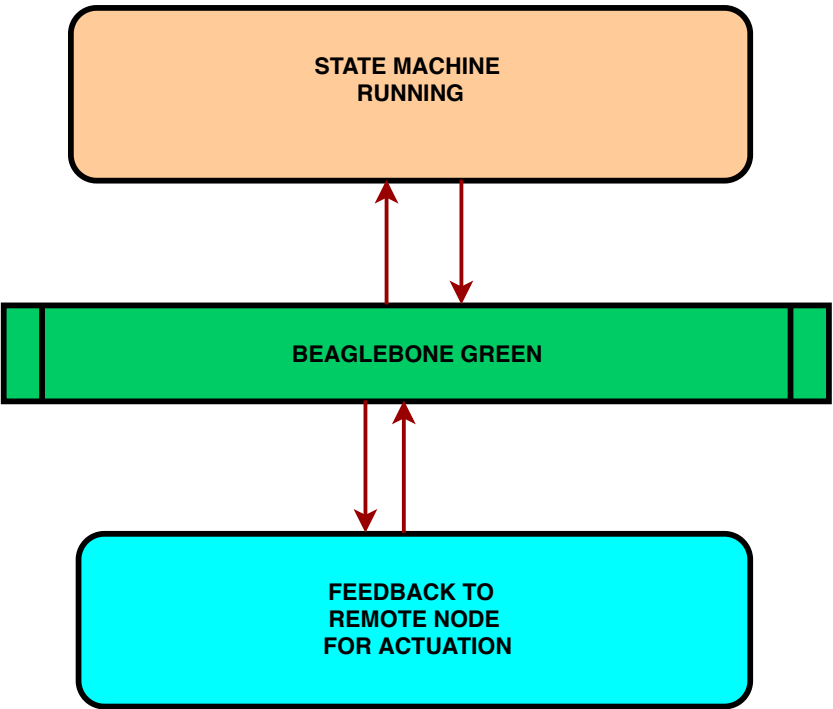 STATE MACHINE
RUNNING
BEAGLEBONE GREEN
FEEDBACK TO
REMOTE NODE
FOR ACTUATION